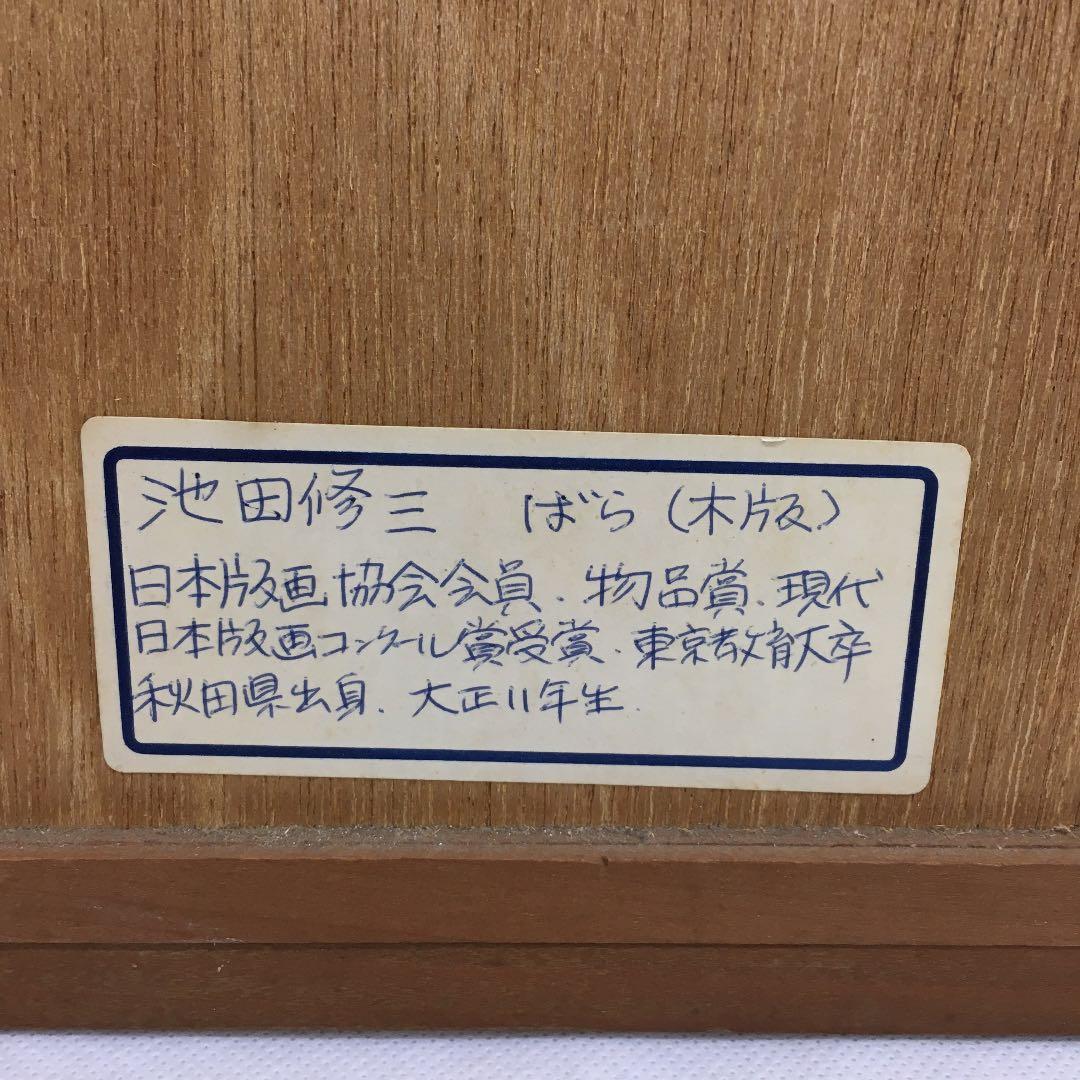 池田修三 ばら(木版)
日本版画協会会員.物品賞.現代
日本版画コンクール賞受賞.東京教育大卒
秋田県出身.大正11年生.